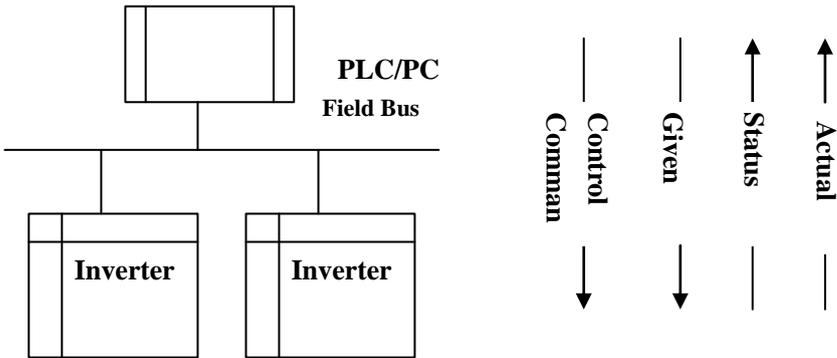 PLC/PC
Field Bus
Inverter
Inverter
Control
Comman
Given
Status
Actual